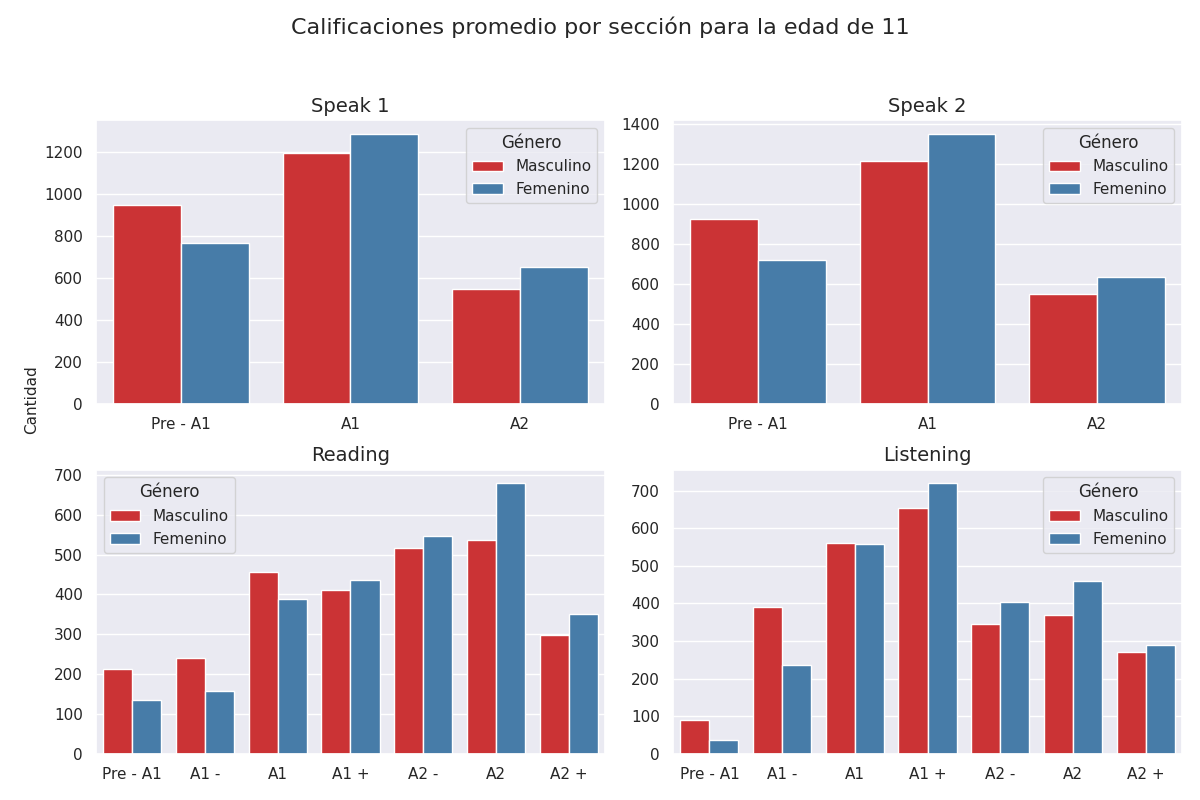 Calificaciones promedio por sección para la edad de 11
Speak 1
Género
Masculino
Femenino
1200
1000
800
600
400
200
0
Pre - A1 A1 A2
Speak 2
Género
Masculino
Femenino
1400
1200
1000
800
600
400
200
0
Pre - A1 A1 A2
Cantidad
Reading
Género
Masculino
Femenino
700
600
500
400
300
200
100
0
Pre - A1 A1 - A1 A1 + A2 - A2 A2 +
Listening
Género
Masculino
Femenino
700
600
500
400
300
200
100
0
Pre - A1 A1 - A1 A1 + A2 - A2 A2 +